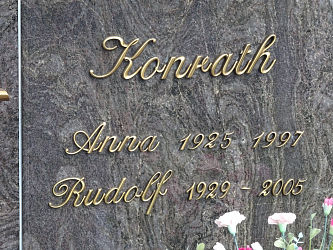 Konrath
Anna 1925 1997
Rudolf 1929 - 2005